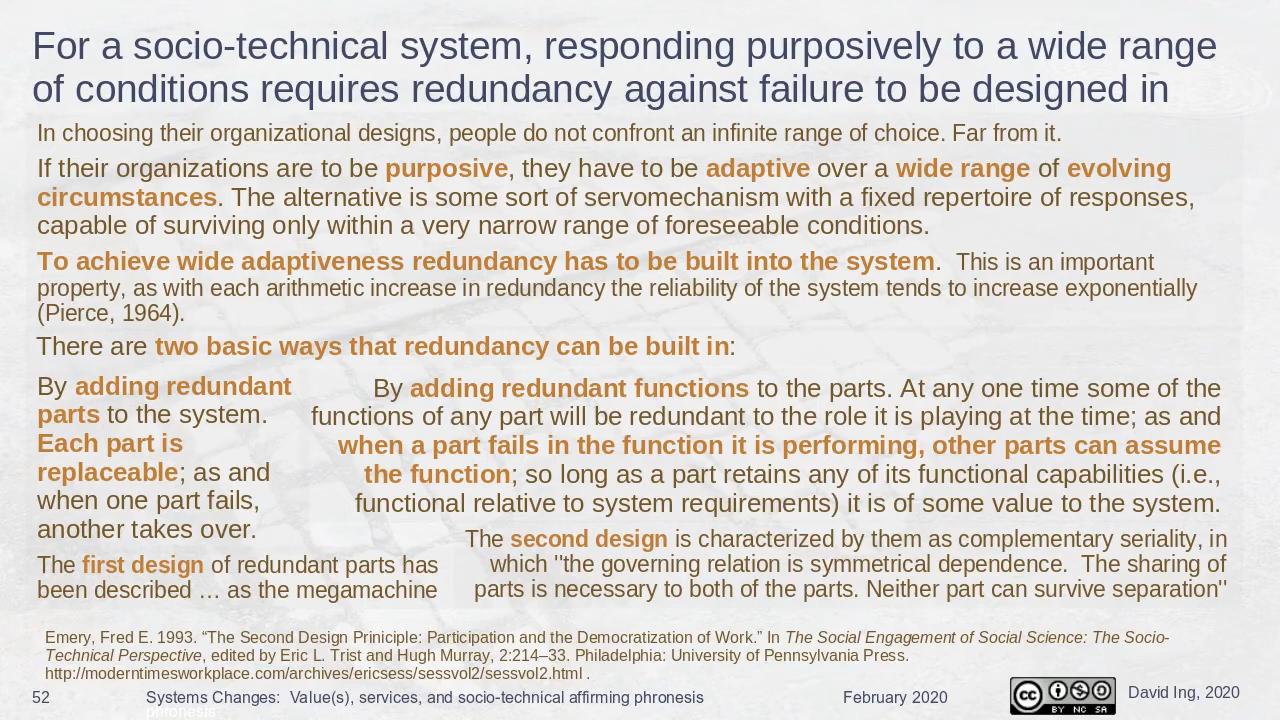 For a socio-technical system, responding purposively to a wide range
of conditions requires redundancy against failure to be designed in
In choosing their organizational designs, people do not confront an infinite range of choice. Far from it.
If their organizations are to be purposive, they have to be adaptive over a wide range of evolving
circumstances. The alternative is some sort of servomechanism with a fixed repertoire of responses,
capable of surviving only within a very narrow range of foreseeable conditions.
To achieve wide adaptiveness redundancy has to be built into the system.  This is an important
property, as with each arithmetic increase in redundancy the reliability of the system tends to increase exponentially
(Pierce, 1964).
There are two basic ways that redundancy can be built in:
By adding redundant
parts to the system.
Each part is
replaceable; as and
when one part fails,
another takes over.
The first design of redundant parts has
been described … as the megamachine
By adding redundant functions to the parts. At any one time some of the
functions of any part will be redundant to the role it is playing at the time; as and
when a part fails in the function it is performing, other parts can assume
the function; so long as a part retains any of its functional capabilities (i.e.,
functional relative to system requirements) it is of some value to the system.
The second design is characterized by them as complementary seriality, in
which ''the governing relation is symmetrical dependence.  The sharing of
parts is necessary to both of the parts. Neither part can survive separation''
Emery, Fred E. 1993. “The Second Design Priniciple: Participation and the Democratization of Work.” In The Social Engagement of Social Science: The Socio-
Technical Perspective, edited by Eric L. Trist and Hugh Murray, 2:214–33. Philadelphia: University of Pennsylvania Press.
http://moderntimesworkplace.com/archives/ericsess/sessvol2/sessvol2.html .
52
Systems Changes:  Value(s), services, and socio-technical affirming phronesis
phronesis
February 2020
cc BY NC SA
David Ing, 2020